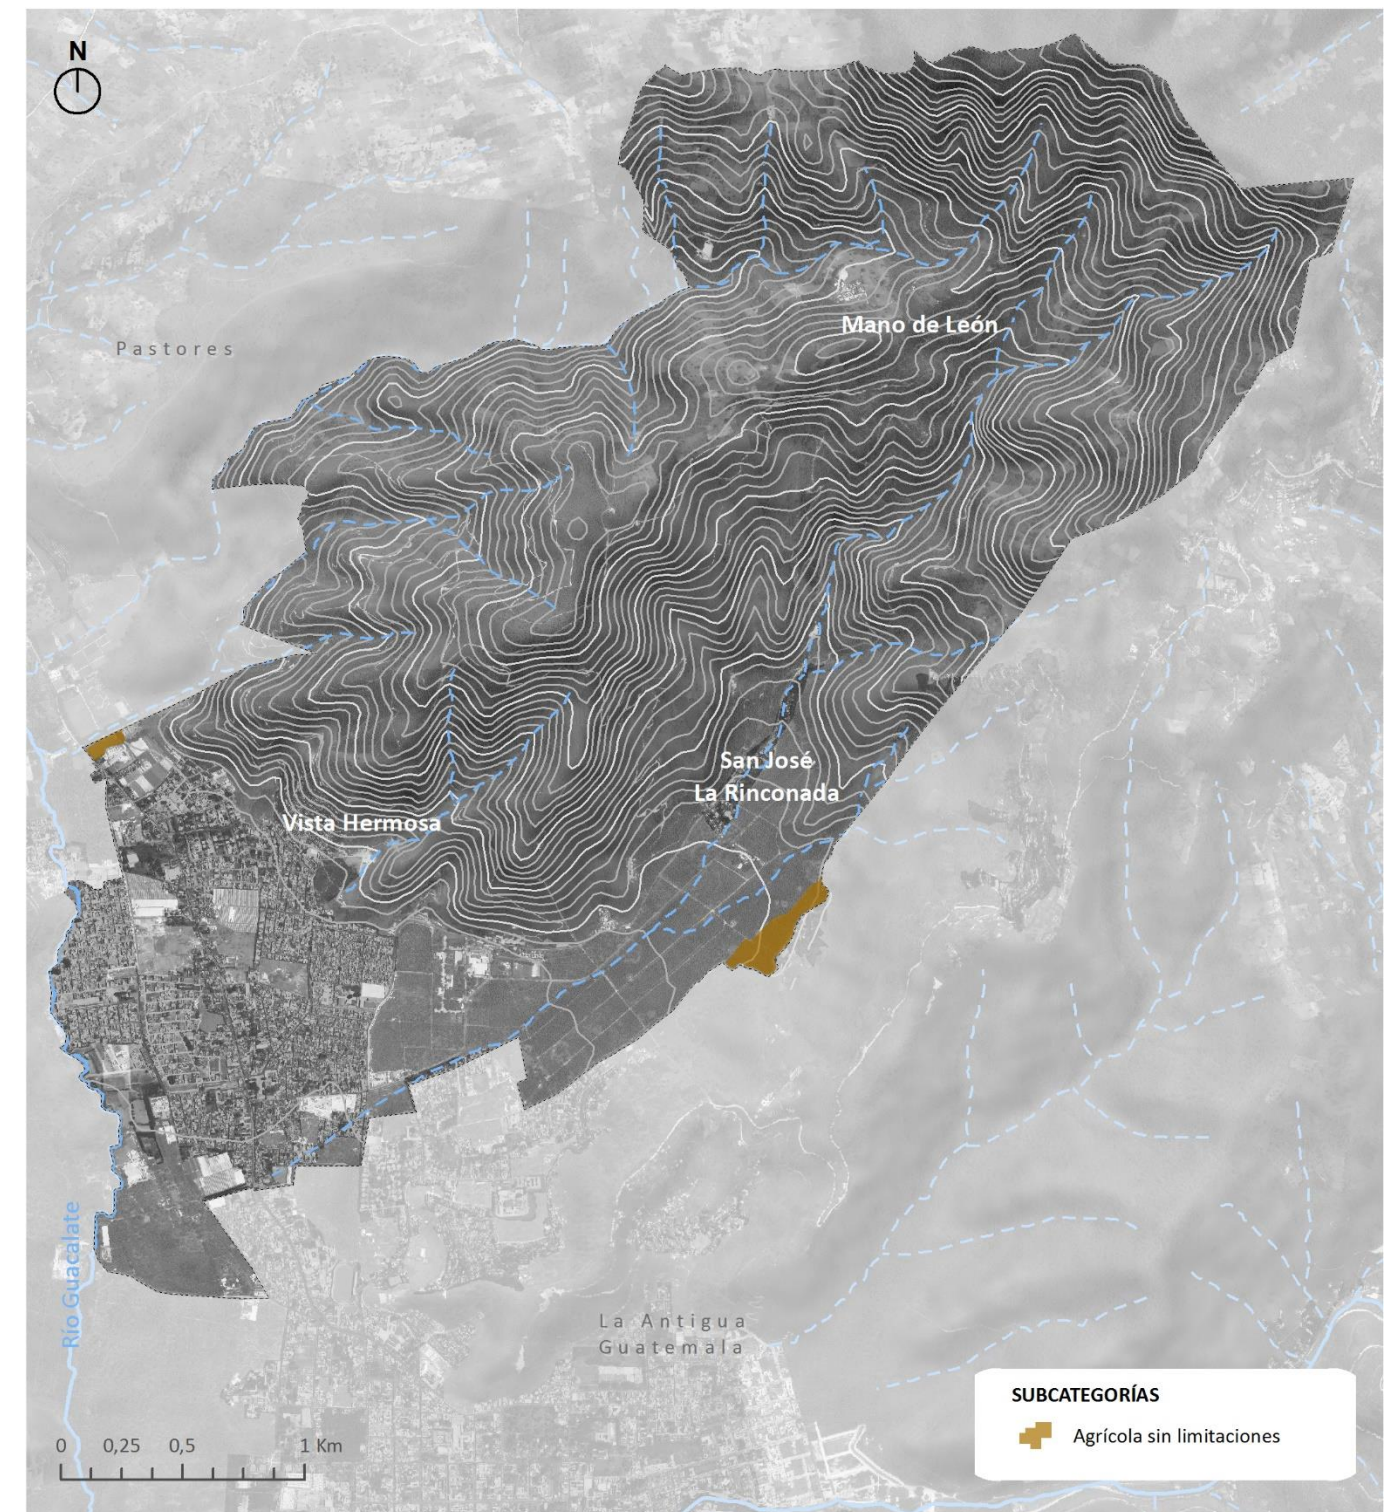 N
Mano de León
Pastores
San José
La Rinconada
Vista Hermosa
Río Guacalate
La Antigua
Guatemala
SUBCATEGORÍAS
Agrícola sin limitaciones
0 0,25 0,5 1 Km